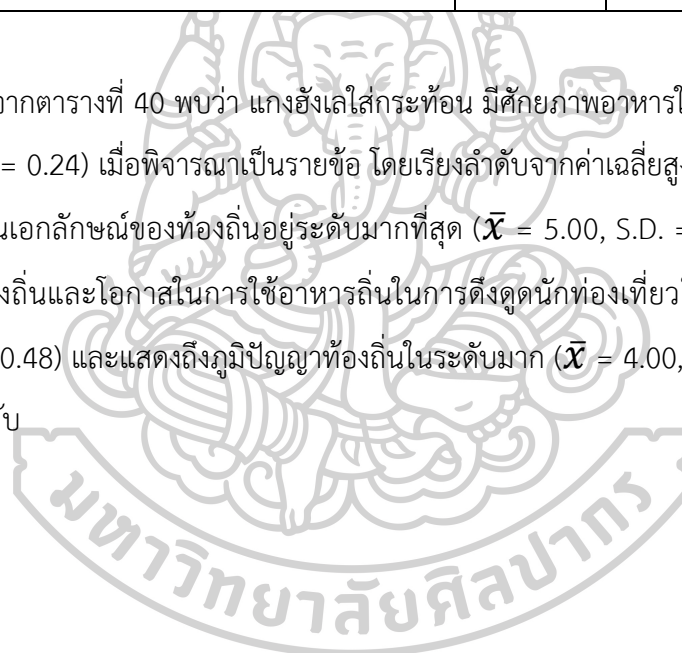 จากตารางที่ 40 พบว่า แกงฮังเลใส่กระท้อน มีศักยภาพอาหารใ
= 0.24) เมื่อพิจารณาเป็นรายข้อ โดยเรียงลำดับจากค่าเฉลี่ยสูง
นเอกลักษณ์ของท้องถิ่นอยู่ระดับมากที่สุด (x̄ = 5.00, S.D. =
งถิ่นและโอกาสในการใช้อาหารถิ่นในการดึงดูดนักท่องเที่ยวใ
0.48) และแสดงถึงภูมิปัญญาท้องถิ่นในระดับมาก (x̄ = 4.00,
ับ
มหาวิทยาลัยศิลปากร